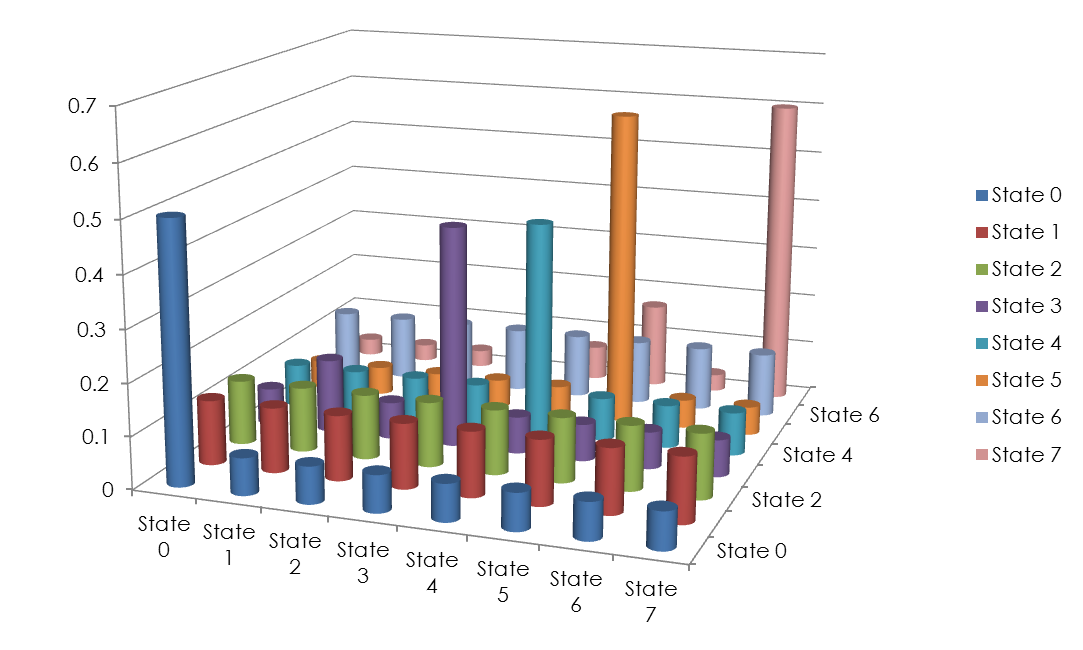 0.7
0.6
0.5
0.4
0.3
0.2
0.1
0
State
0
State
1
State
2
State
3
State
4
State
5
State
6
State
7
State 0
State 2
State 4
State 6
State 0
State 1
State 2
State 3
State 4
State 5
State 6
State 7